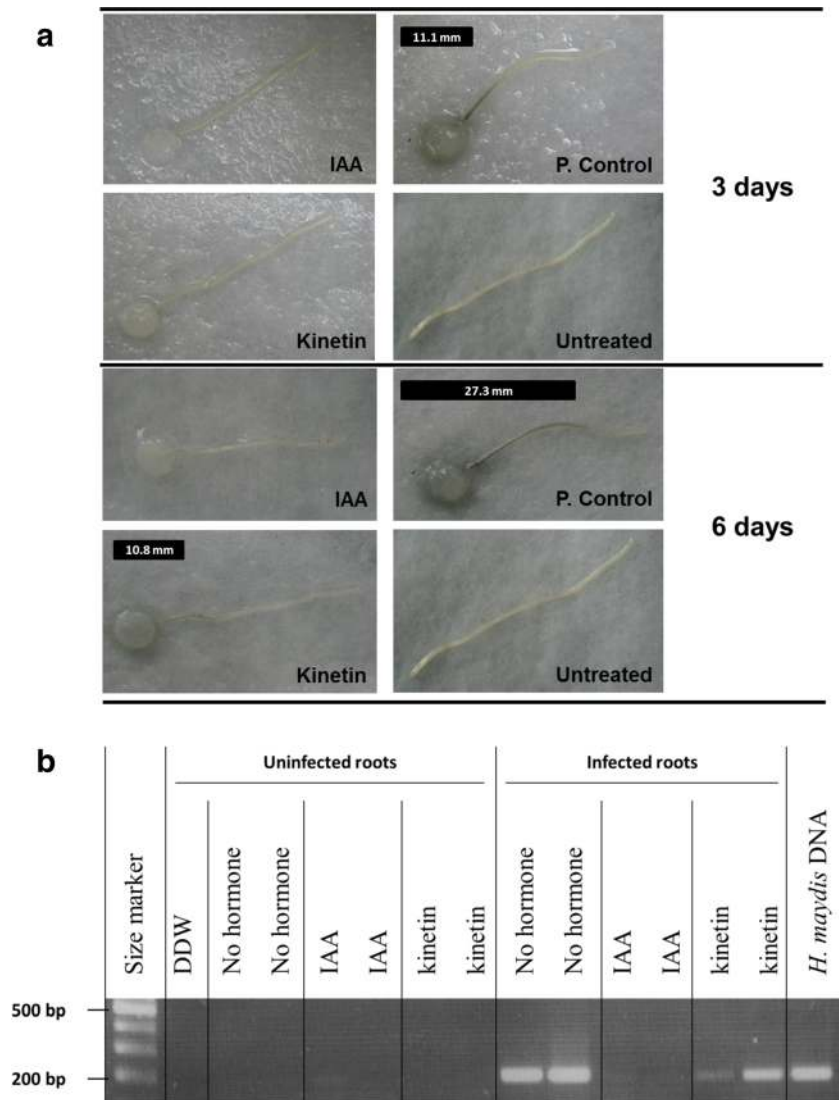 a
11.1 mm
IAA
P. Control
3 days
Kinetin
Untreated
27.3 mm
IAA
P. Control
6 days
10.8 mm
Kinetin
Untreated
b
Uninfected roots
Infected roots
Size marker
DDW
No hormone
No hormone
IAA
IAA
kinetin
kinetin
No hormone
No hormone
IAA
IAA
kinetin
kinetin
H. maydis DNA
500 bp
200 bp